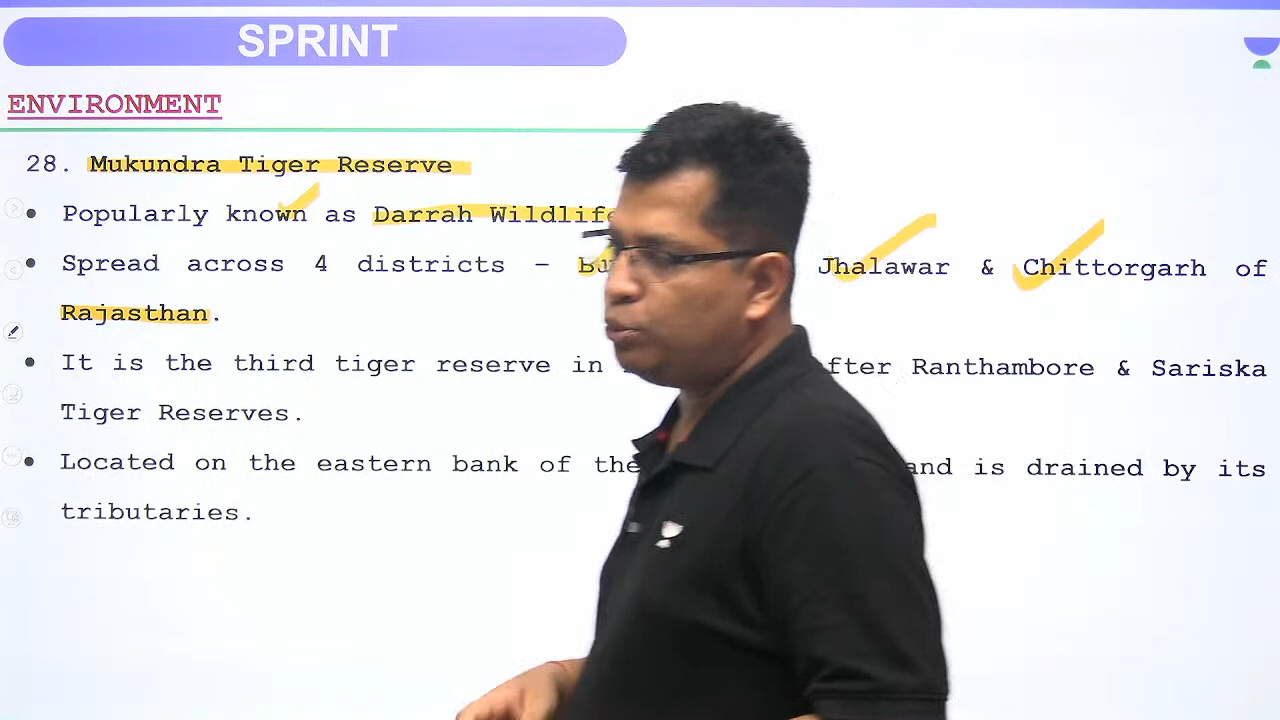 SPRINT
ENVIRONMENT
28. Mukundra Tiger Reserve
• Popularly known as Darrah Wildlife
• Spread across 4 districts – Jhalawar & Chittorgarh of
Rajasthan.
• It is the third tiger reserve in Ranthambore & Sariska
Tiger Reserves.
• Located on the eastern bank of the and is drained by its
tributaries.